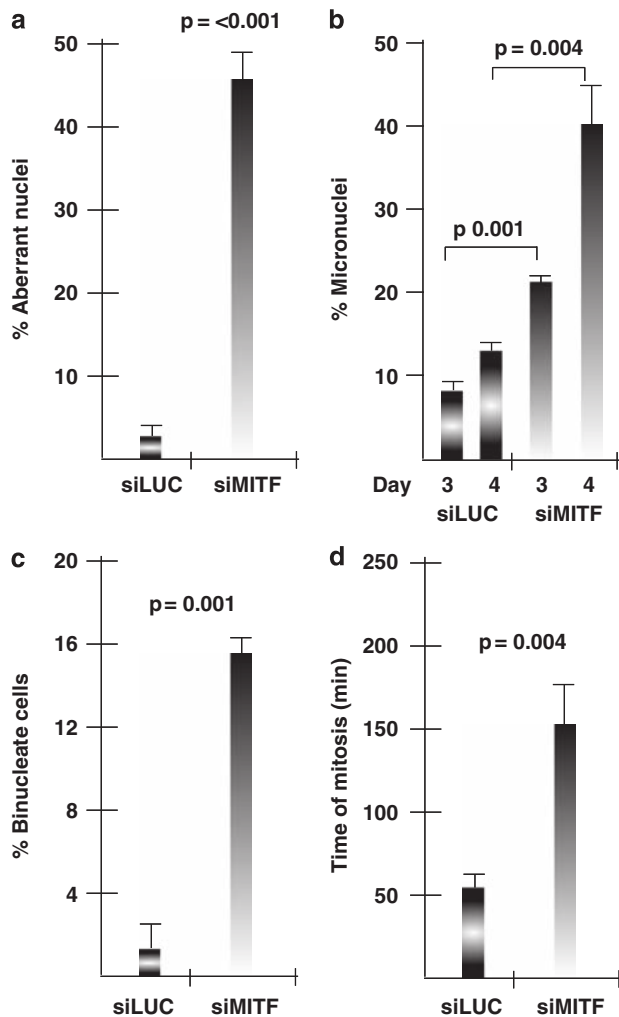 a
p = <0.001
50
40
30
20
10
% Aberrant nuclei
siLUC siMITF
b
p = 0.004
p 0.001
50
40
30
20
10
% Micronuclei
Day 3 4 3 4
siLUC siMITF
c
p = 0.001
20
16
12
8
4
% Binucleate cells
siLUC siMITF
d
p = 0.004
250
200
150
100
50
Time of mitosis (min)
siLUC siMITF